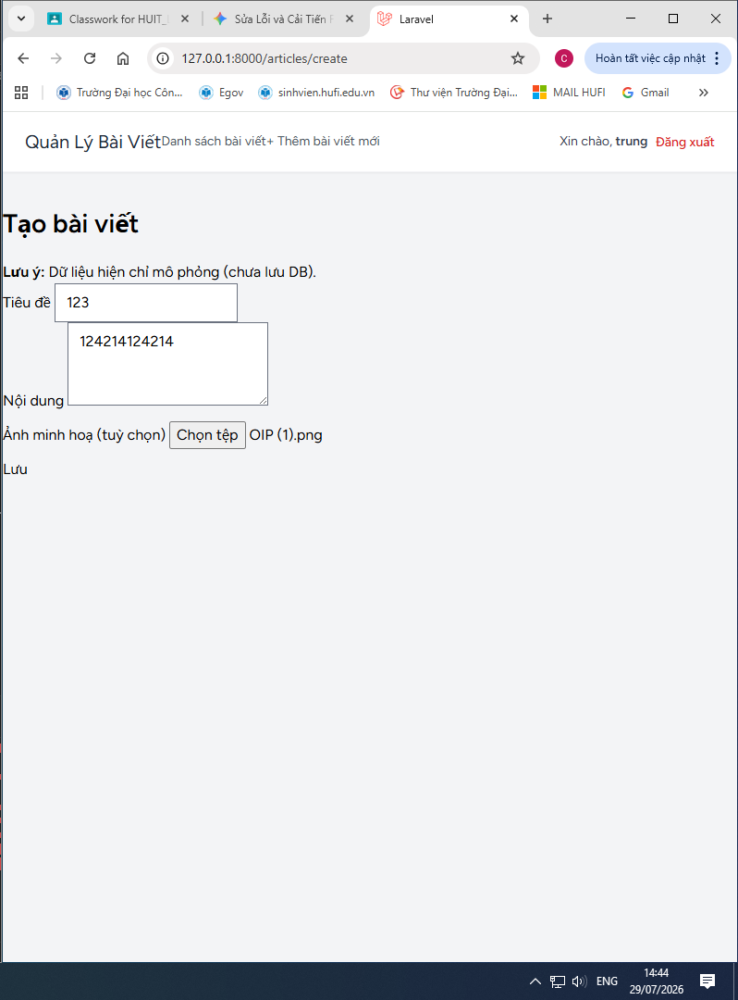 Classwork for HUIT_
Sửa Lỗi và Cải Tiến
Laravel
127.0.0.1:8000/articles/create
C
Hoàn tất việc cập nhật
Trường Đại học Côn...
Egov
sinhvien.hufi.edu.vn
Thư viện Trường Đại...
MAIL HUFI
Gmail
Quản Lý Bài Viết
Danh sách bài viết
+ Thêm bài viết mới
Xin chào, trung
Đăng xuất
Tạo bài viết
Lưu ý: Dữ liệu hiện chỉ mô phỏng (chưa lưu DB).
Tiêu đề 123
124214124214
Nội dung
Ảnh minh hoạ (tuỳ chọn) Chọn tệp OIP (1).png
Lưu
ENG
14:44
29/07/2026